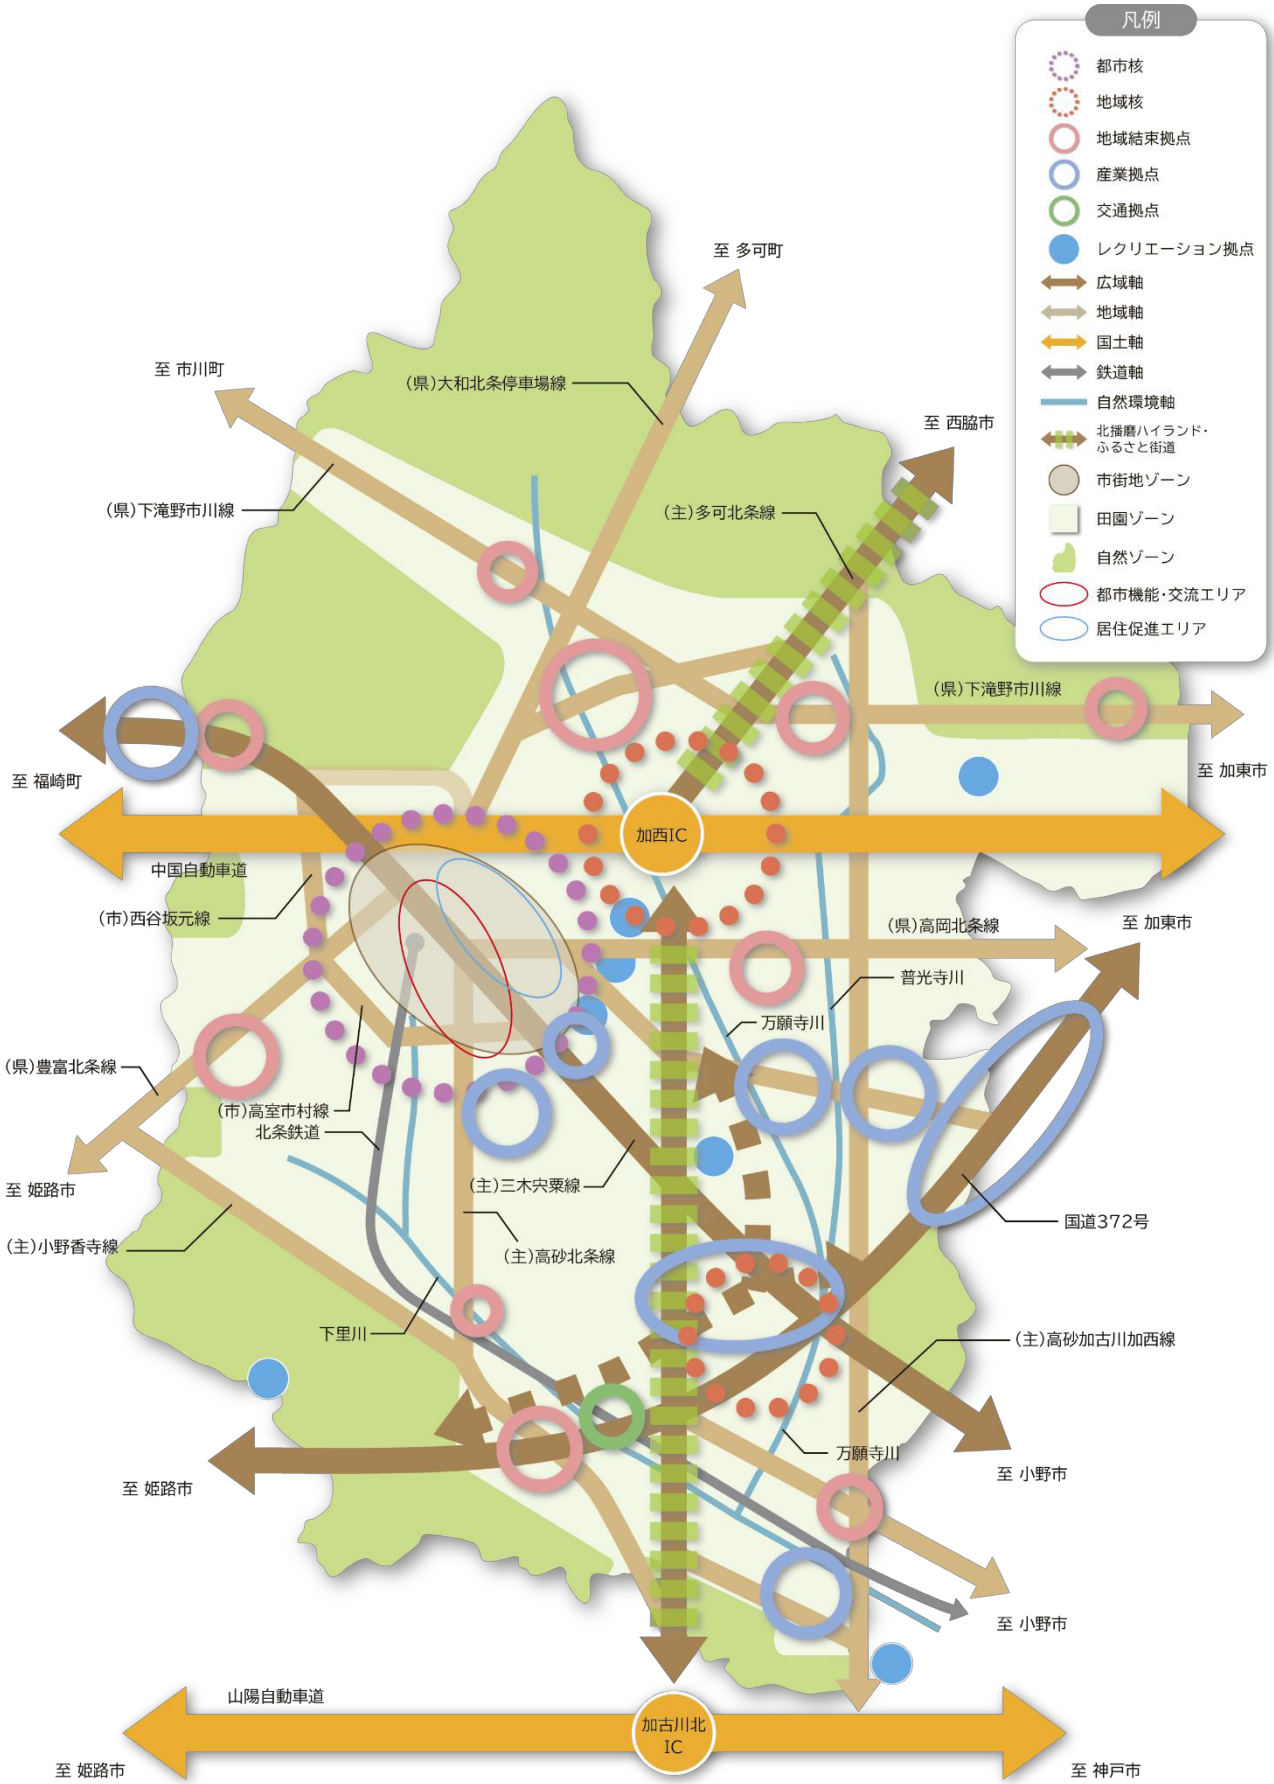 凡例
都市核
地域核
地域結束拠点
産業拠点
交通拠点
レクリエーション拠点
広域軸
地域軸
国土軸
鉄道軸
自然環境軸
北播磨ハイランド・
ふるさと街道
市街地ゾーン
田園ゾーン
自然ゾーン
都市機能・交流エリア
居住促進エリア
至 多可町
至 市川町
(県)大和北条停車場線
至 西脇市
(県)下滝野市川線
(主)多可北条線
(県)下滝野市川線
至 福崎町
至 加東市
加西IC
中国自動車道
(市)西谷坂元線
(県)高岡北条線
至 加東市
普光寺川
万願寺川
(県)豊富北条線
(市)高室市村線
北条鉄道
至 姫路市
(主)三木宍粟線
国道372号
(主)小野香寺線
(主)高砂北条線
下里川
(主)高砂加古川加西線
万願寺川
至 姫路市
至 小野市
至 小野市
山陽自動車道
加古川北
IC
至 姫路市
至 神戸市